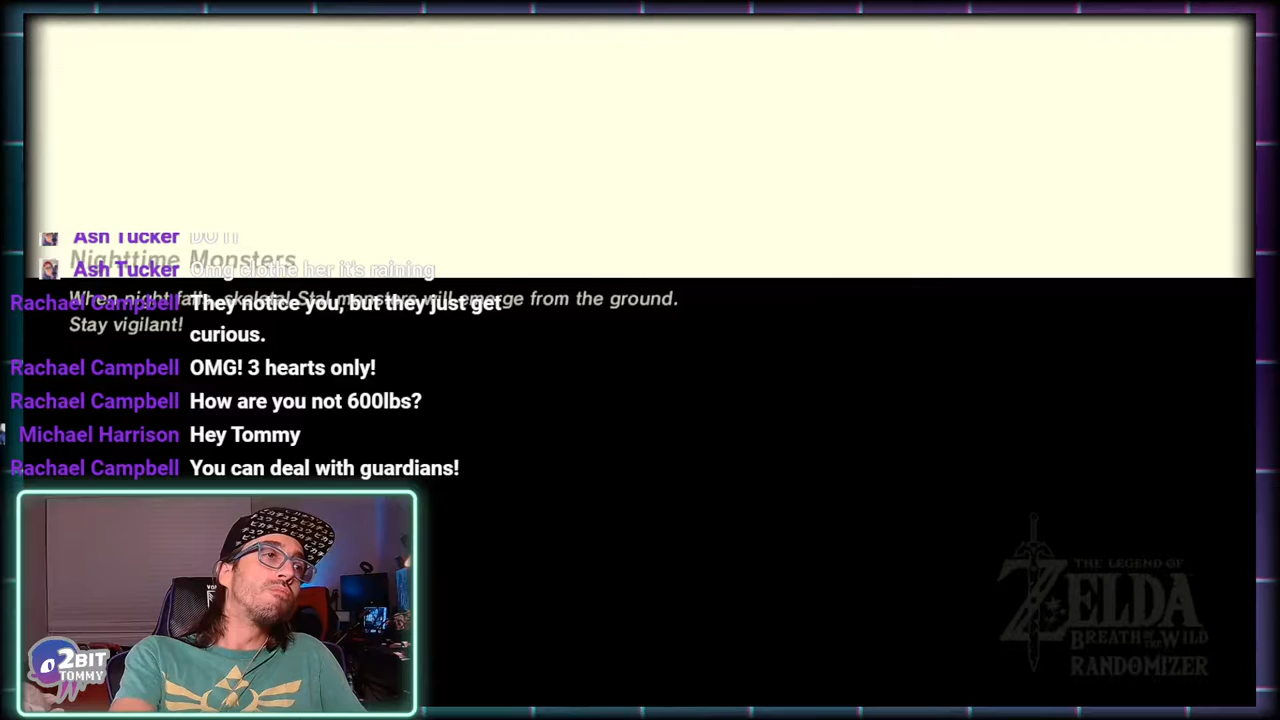 Ash Tucker DO IT
Nighttime Monsters
Ash Tucker Omg clothe her it's raining
When night falls, skeletal Stal monsters will emerge from the ground.
Rachael Campbell They notice you, but they just get
Stay vigilant!
curious.
Rachael Campbell OMG! 3 hearts only!
Rachael Campbell How are you not 600lbs?
Michael Harrison Hey Tommy
Rachael Campbell You can deal with guardians!
THE LEGEND OF
ZELDA
BREATH OF THE WILD
RANDOMIZER
2BIT
TOMMY